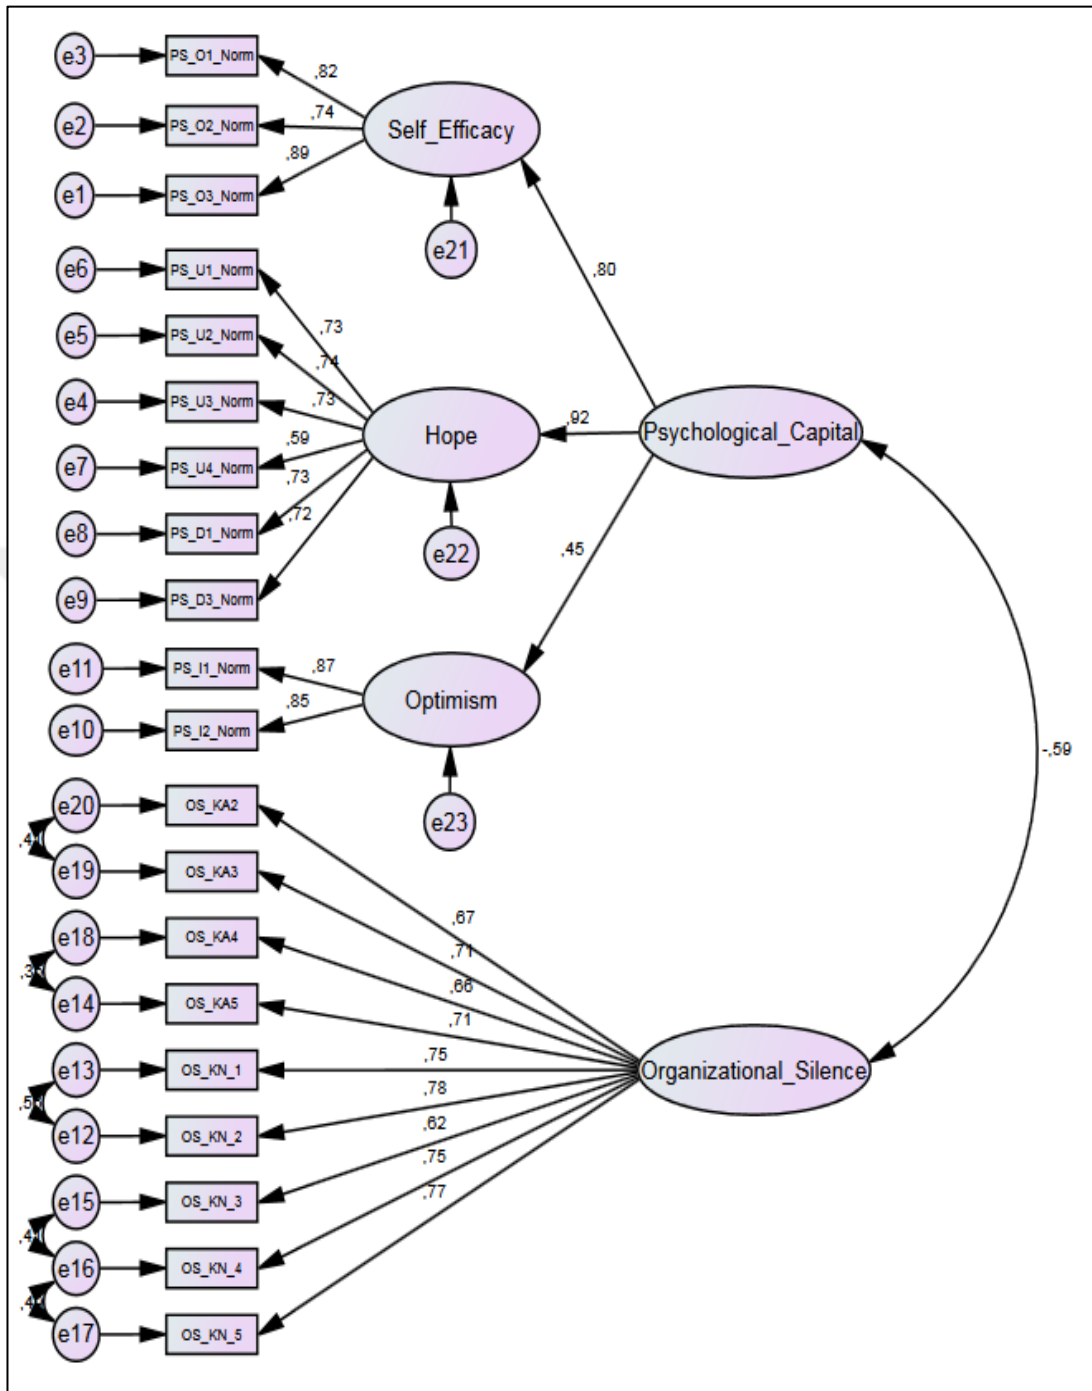 e3 PS_O1_Norm ,82
e2 PS_O2_Norm ,74
e1 PS_O3_Norm ,89
Self_Efficacy
e21
,80
e6 PS_U1_Norm ,73
e5 PS_U2_Norm ,74
e4 PS_U3_Norm ,73
e7 PS_U4_Norm ,59
e8 PS_D1_Norm ,73
e9 PS_D3_Norm ,72
Hope
e22
,92
Psychological_Capital
,45
e11 PS_I1_Norm ,87
e10 PS_I2_Norm ,85
Optimism
e23
-,59
e20 OS_KA2 ,67
e19 OS_KA3 ,71
e18 OS_KA4 ,66
e14 OS_KA5 ,71
e13 OS_KN_1 ,75
e12 OS_KN_2 ,78
e15 OS_KN_3 ,62
e16 OS_KN_4 ,75
e17 OS_KN_5 ,77
Organizational_Silence